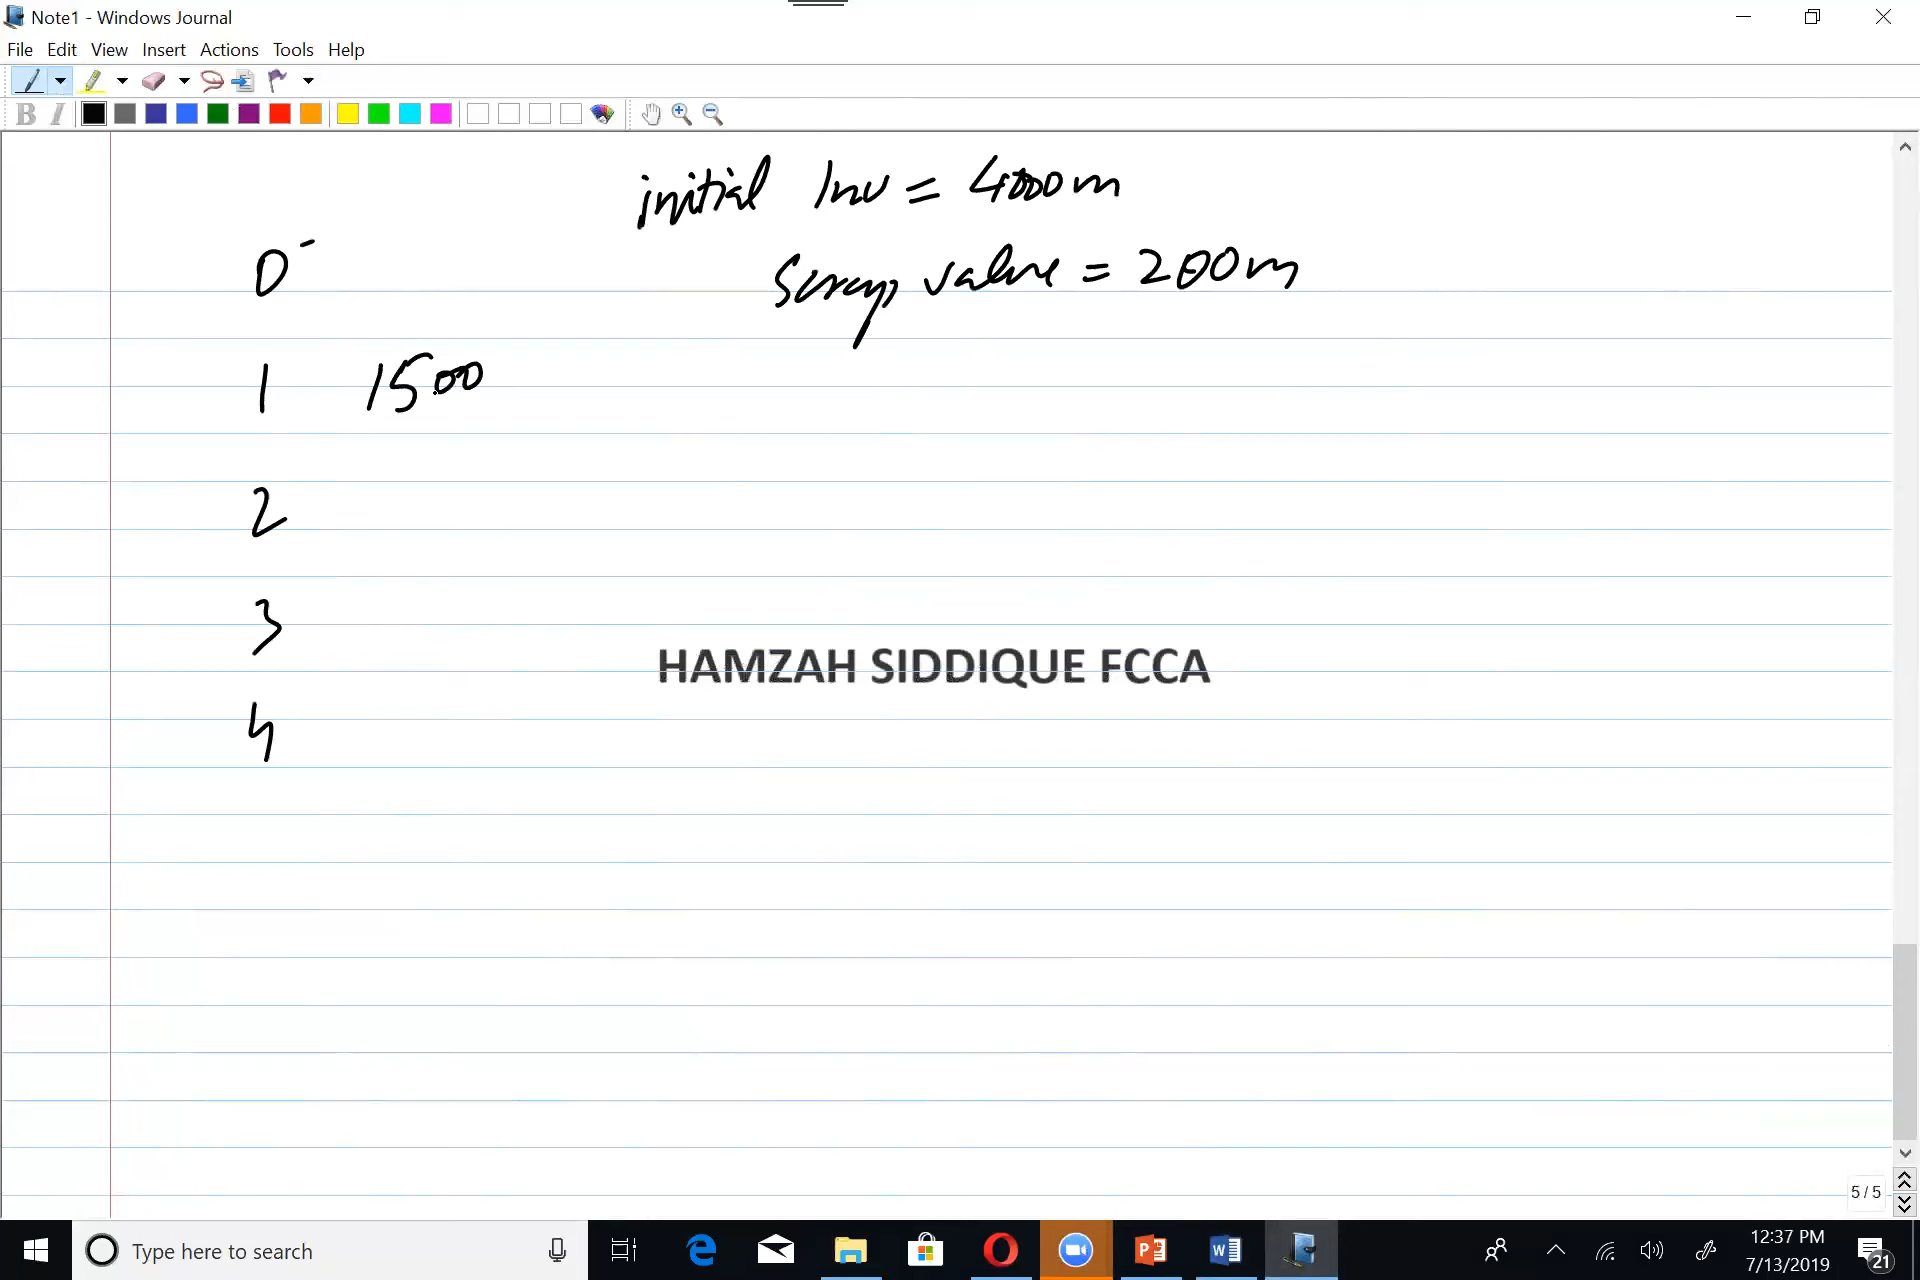 Note1 - Windows Journal
File Edit View Insert Actions Tools Help
B I
initial Inv = 4000m
0 -
Scrap value = 200m
1 1500
2
3
HAMZAH SIDDIQUE FCCA
4
5 / 5
Type here to search
12:37 PM
7/13/2019
21